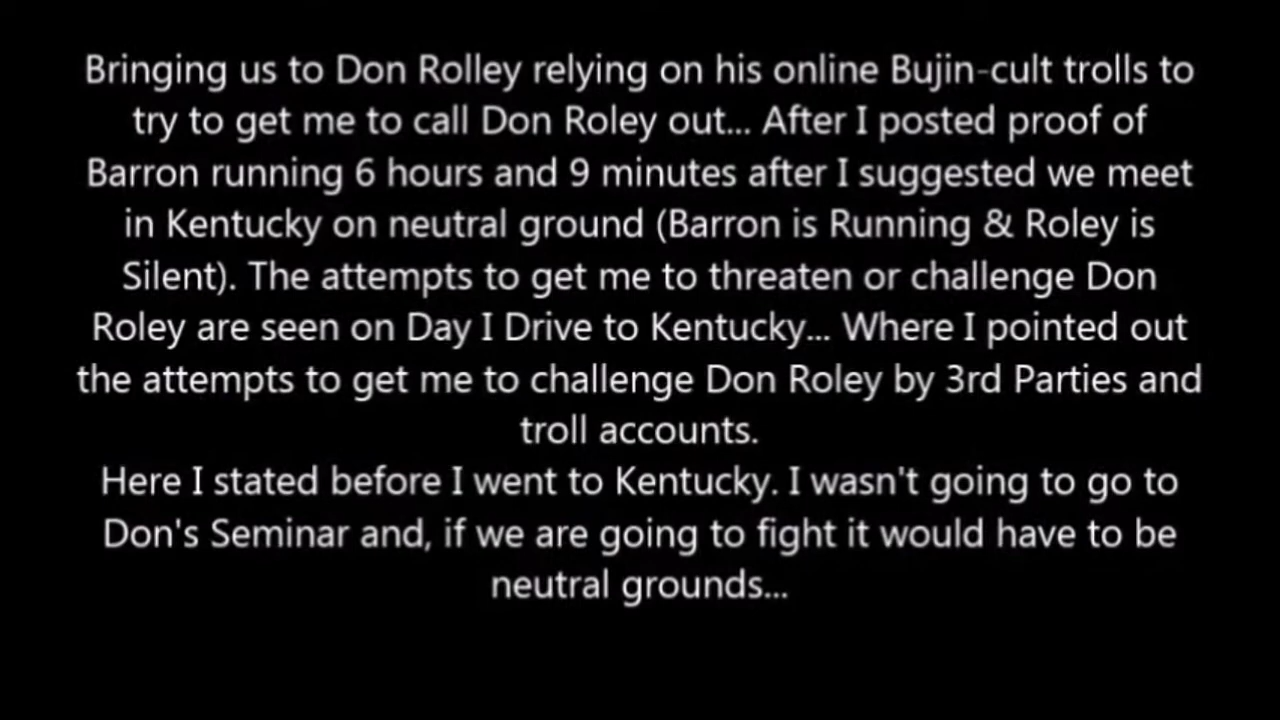 Bringing us to Don Rolley relying on his online Bujin-cult trolls to
try to get me to call Don Roley out... After I posted proof of
Barron running 6 hours and 9 minutes after I suggested we meet
in Kentucky on neutral ground (Barron is Running & Roley is
Silent). The attempts to get me to threaten or challenge Don
Roley are seen on Day I Drive to Kentucky... Where I pointed out
the attempts to get me to challenge Don Roley by 3rd Parties and
troll accounts.
Here I stated before I went to Kentucky. I wasn't going to go to
Don's Seminar and, if we are going to fight it would have to be
neutral grounds...